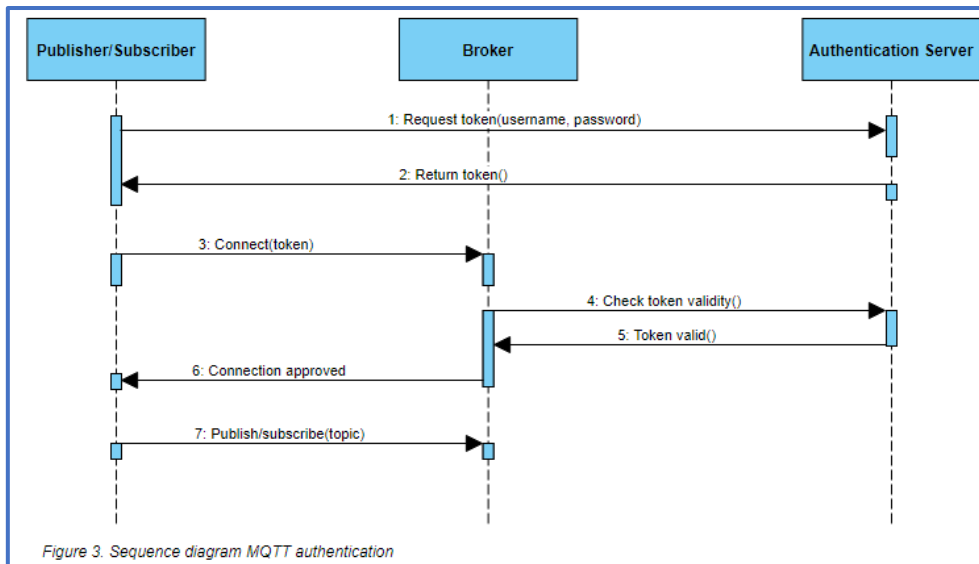 Publisher/Subscriber
Broker
Authentication Server
1: Request token(username, password)
2: Return token()
3: Connect(token)
4: Check token validity()
5: Token valid()
6: Connection approved
7: Publish/subscribe(topic)
Figure 3. Sequence diagram MQTT authentication